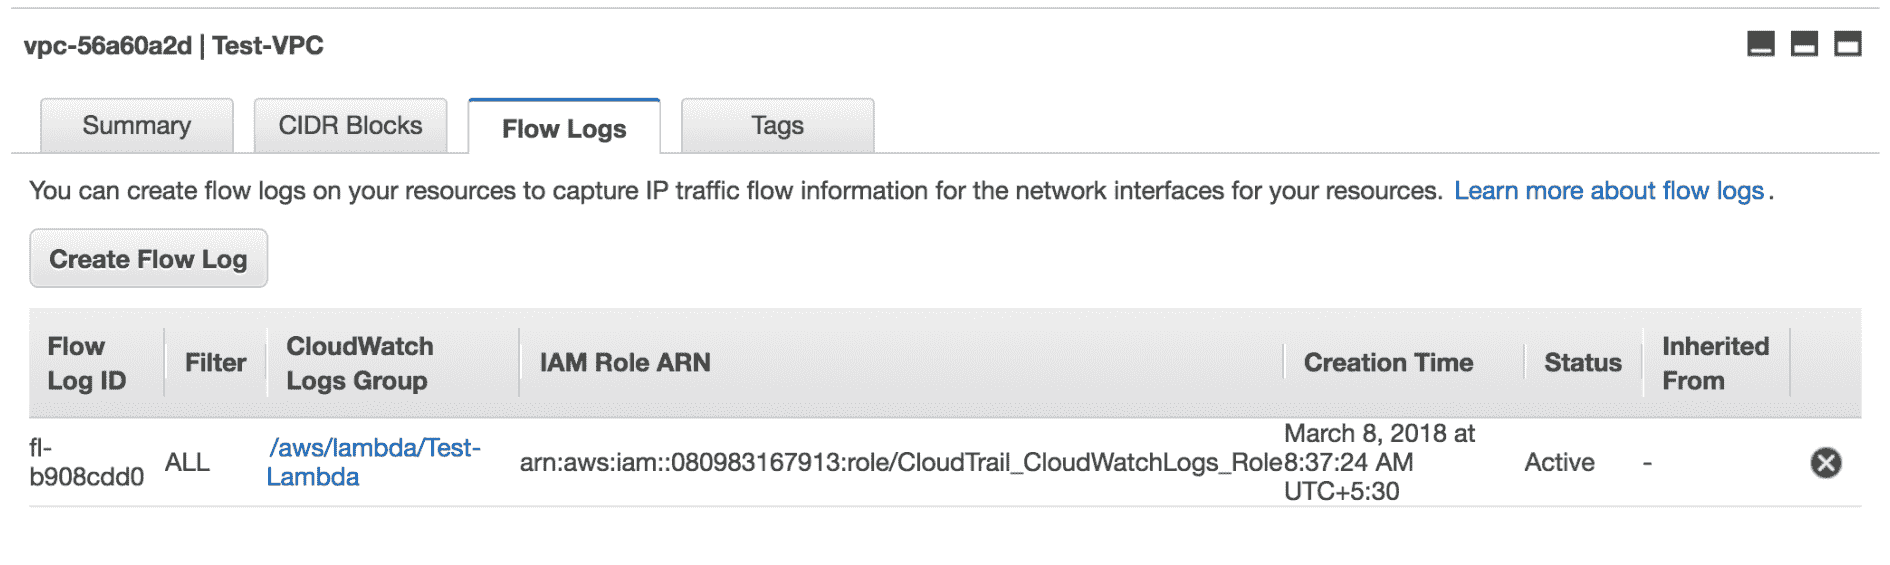 vpc-56a60a2d | Test-VPC
Summary
CIDR Blocks
Flow Logs
Tags
You can create flow logs on your resources to capture IP traffic flow information for the network interfaces for your resources. Learn more about flow logs .
Create Flow Log
Flow
Log ID
Filter
CloudWatch
Logs Group
IAM Role ARN
Creation Time
Status
Inherited
From
fl-
b908cdd0
ALL
/aws/lambda/Test-
Lambda
arn:aws:iam::080983167913:role/CloudTrail_CloudWatchLogs_Role
March 8, 2018 at
8:37:24 AM
UTC+5:30
Active
-